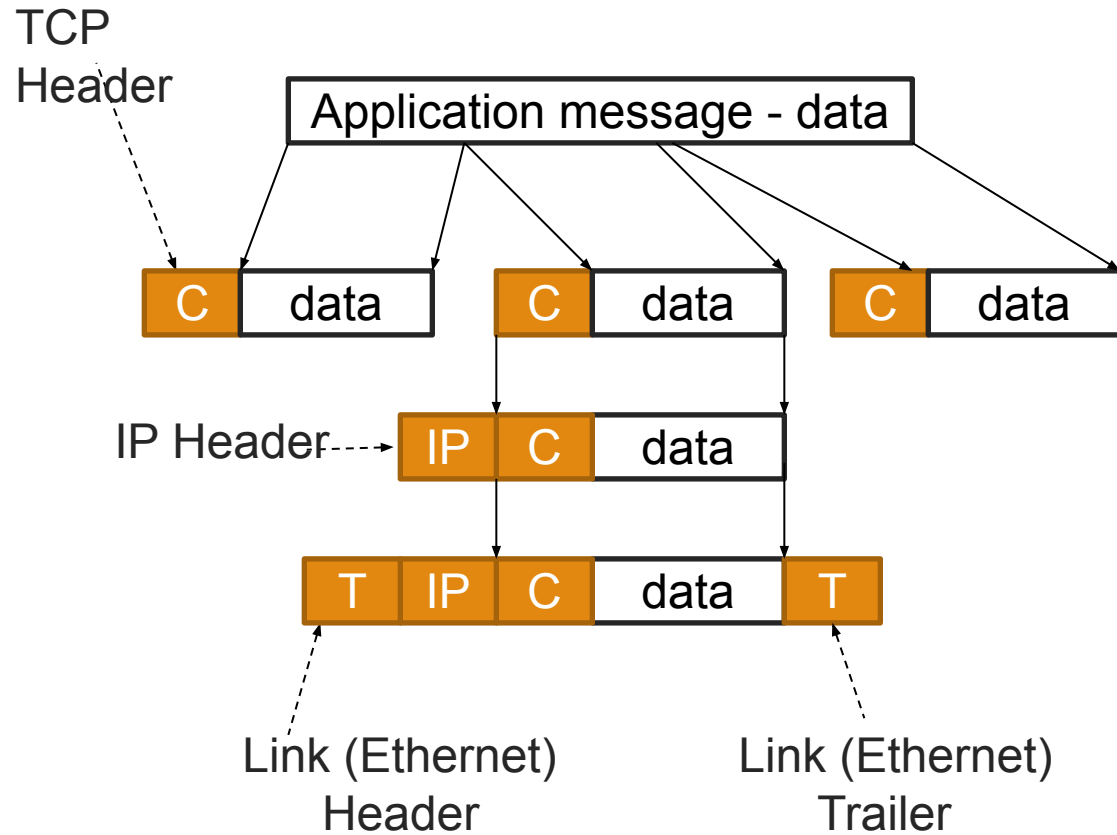 TCP
Header
Application message - data
C data C data C data
IP Header IP C data
T IP C data T
Link (Ethernet)
Header
Link (Ethernet)
Trailer